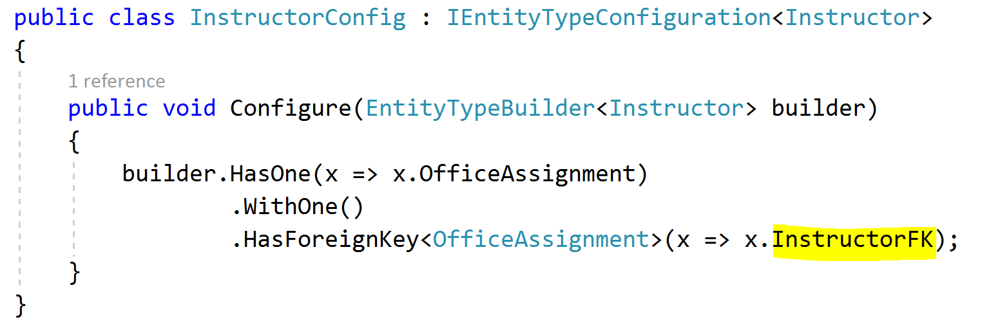 public class InstructorConfig : IEntityTypeConfiguration<Instructor>
{
1 reference
public void Configure(EntityTypeBuilder<Instructor> builder)
{
builder.HasOne(x => x.OfficeAssignment)
.WithOne()
.HasForeignKey<OfficeAssignment>(x => x.InstructorFK);
}
}